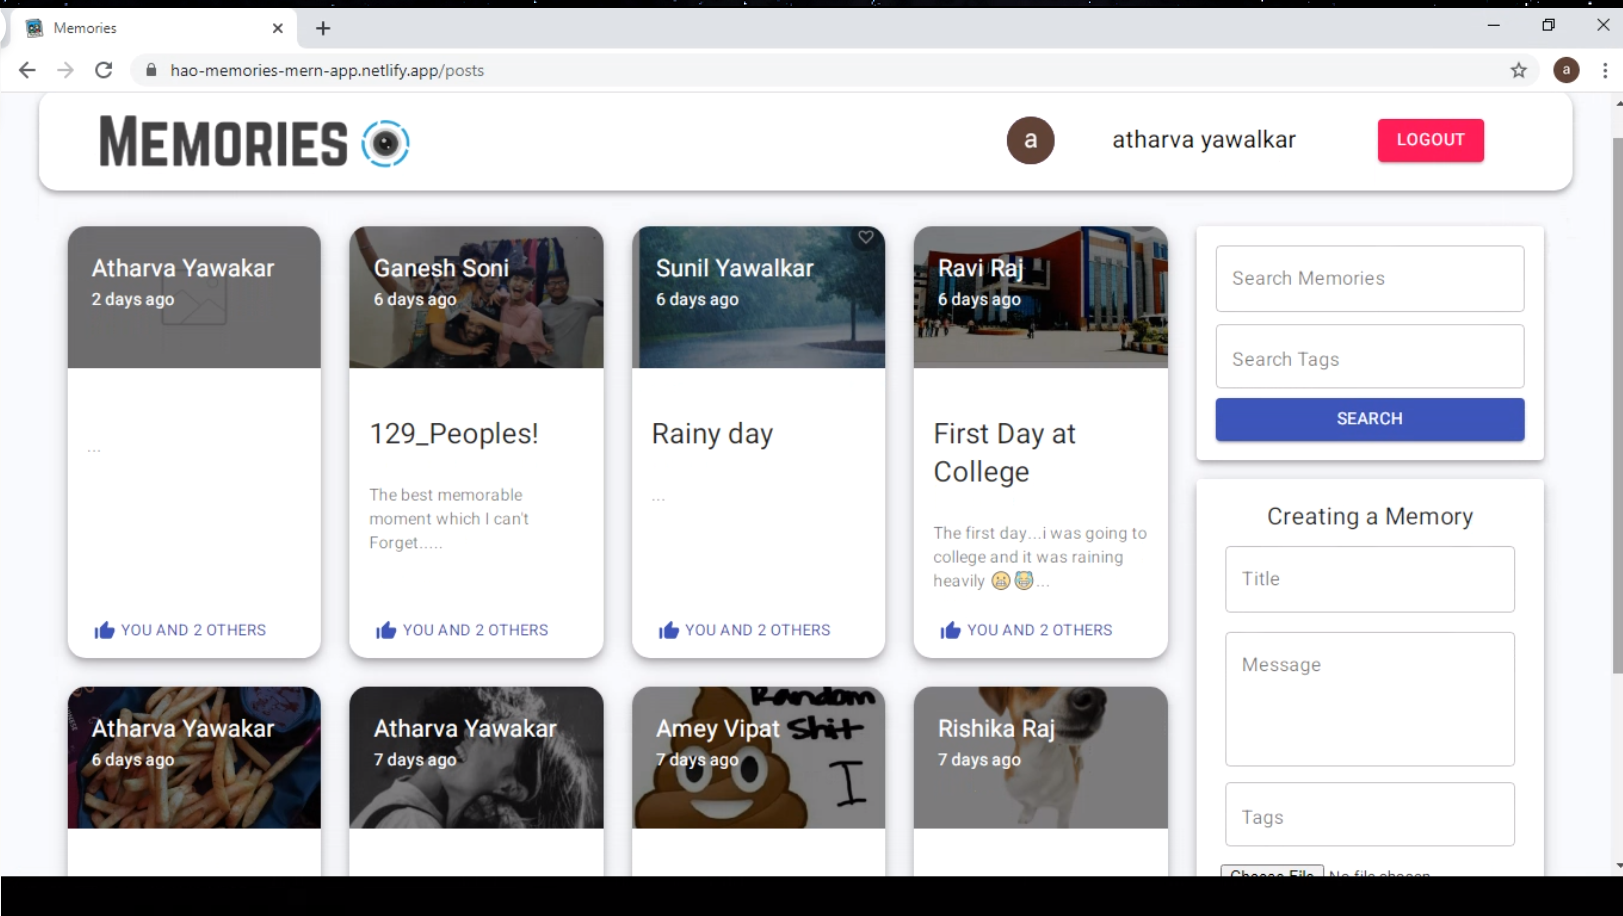 Memories
hao-memories-mern-app.netlify.app/posts
a
MEMORIES
a
atharva yawalkar
LOGOUT
Atharva Yawakar
2 days ago
...
YOU AND 2 OTHERS
Ganesh Soni
6 days ago
129_Peoples!
The best memorable
moment which I can't
Forget.....
YOU AND 2 OTHERS
Sunil Yawalkar
6 days ago
Rainy day
...
YOU AND 2 OTHERS
Ravi Raj
6 days ago
First Day at
College
The first day...i was going to
college and it was raining
heavily 😬😅...
YOU AND 2 OTHERS
Atharva Yawakar
6 days ago
Atharva Yawakar
7 days ago
Amey Vipat
7 days ago
Random
Shit
I
Rishika Raj
7 days ago
Search Memories
Search Tags
SEARCH
Creating a Memory
Title
Message
Tags
Choose File No file chosen